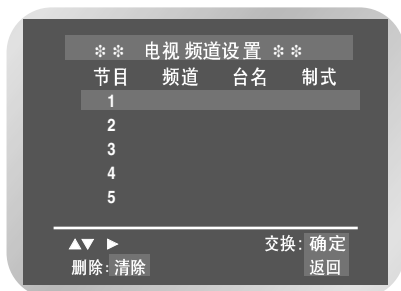 ❇❇ 电视频道设置 ❇❇
节目 频道 台名 制式
1
2
3
4
5
▲▼ ▶ 交换: 确定
删除: 清除 返回